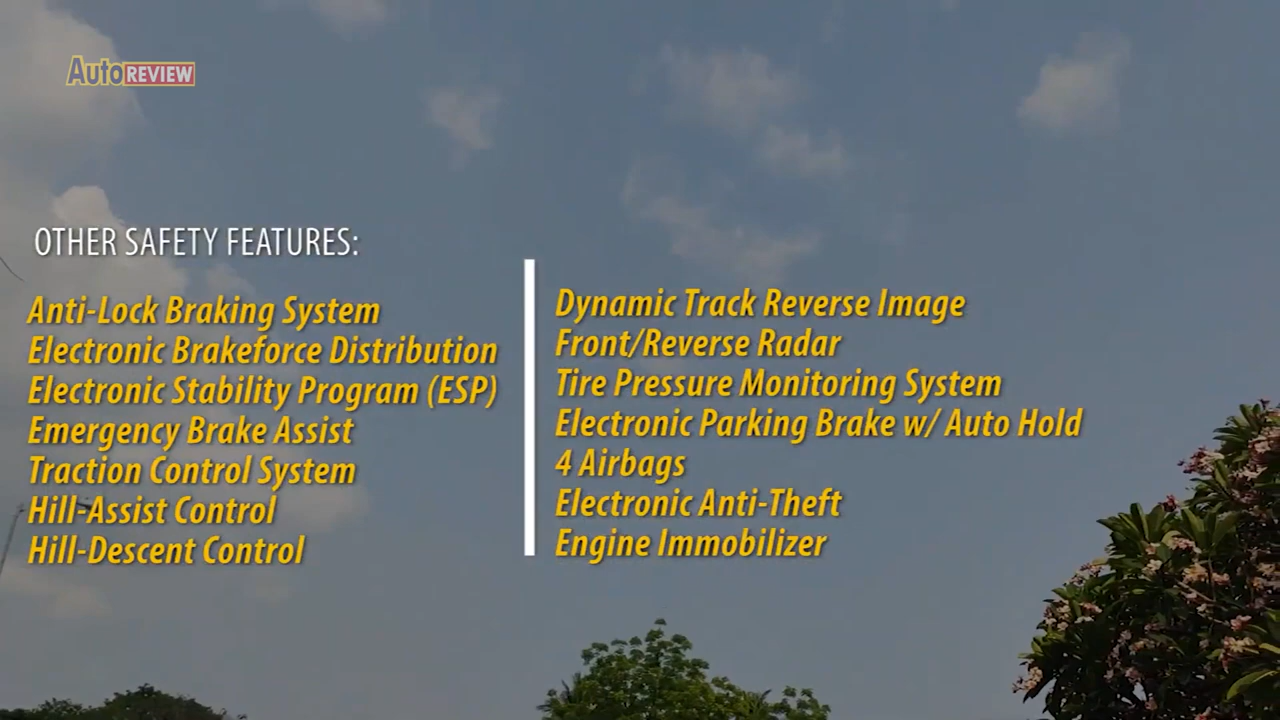 AutoREVIEW
OTHER SAFETY FEATURES:
Anti-Lock Braking System
Electronic Brakeforce Distribution
Electronic Stability Program (ESP)
Emergency Brake Assist
Traction Control System
Hill-Assist Control
Hill-Descent Control
Dynamic Track Reverse Image
Front/Reverse Radar
Tire Pressure Monitoring System
Electronic Parking Brake w/ Auto Hold
4 Airbags
Electronic Anti-Theft
Engine Immobilizer